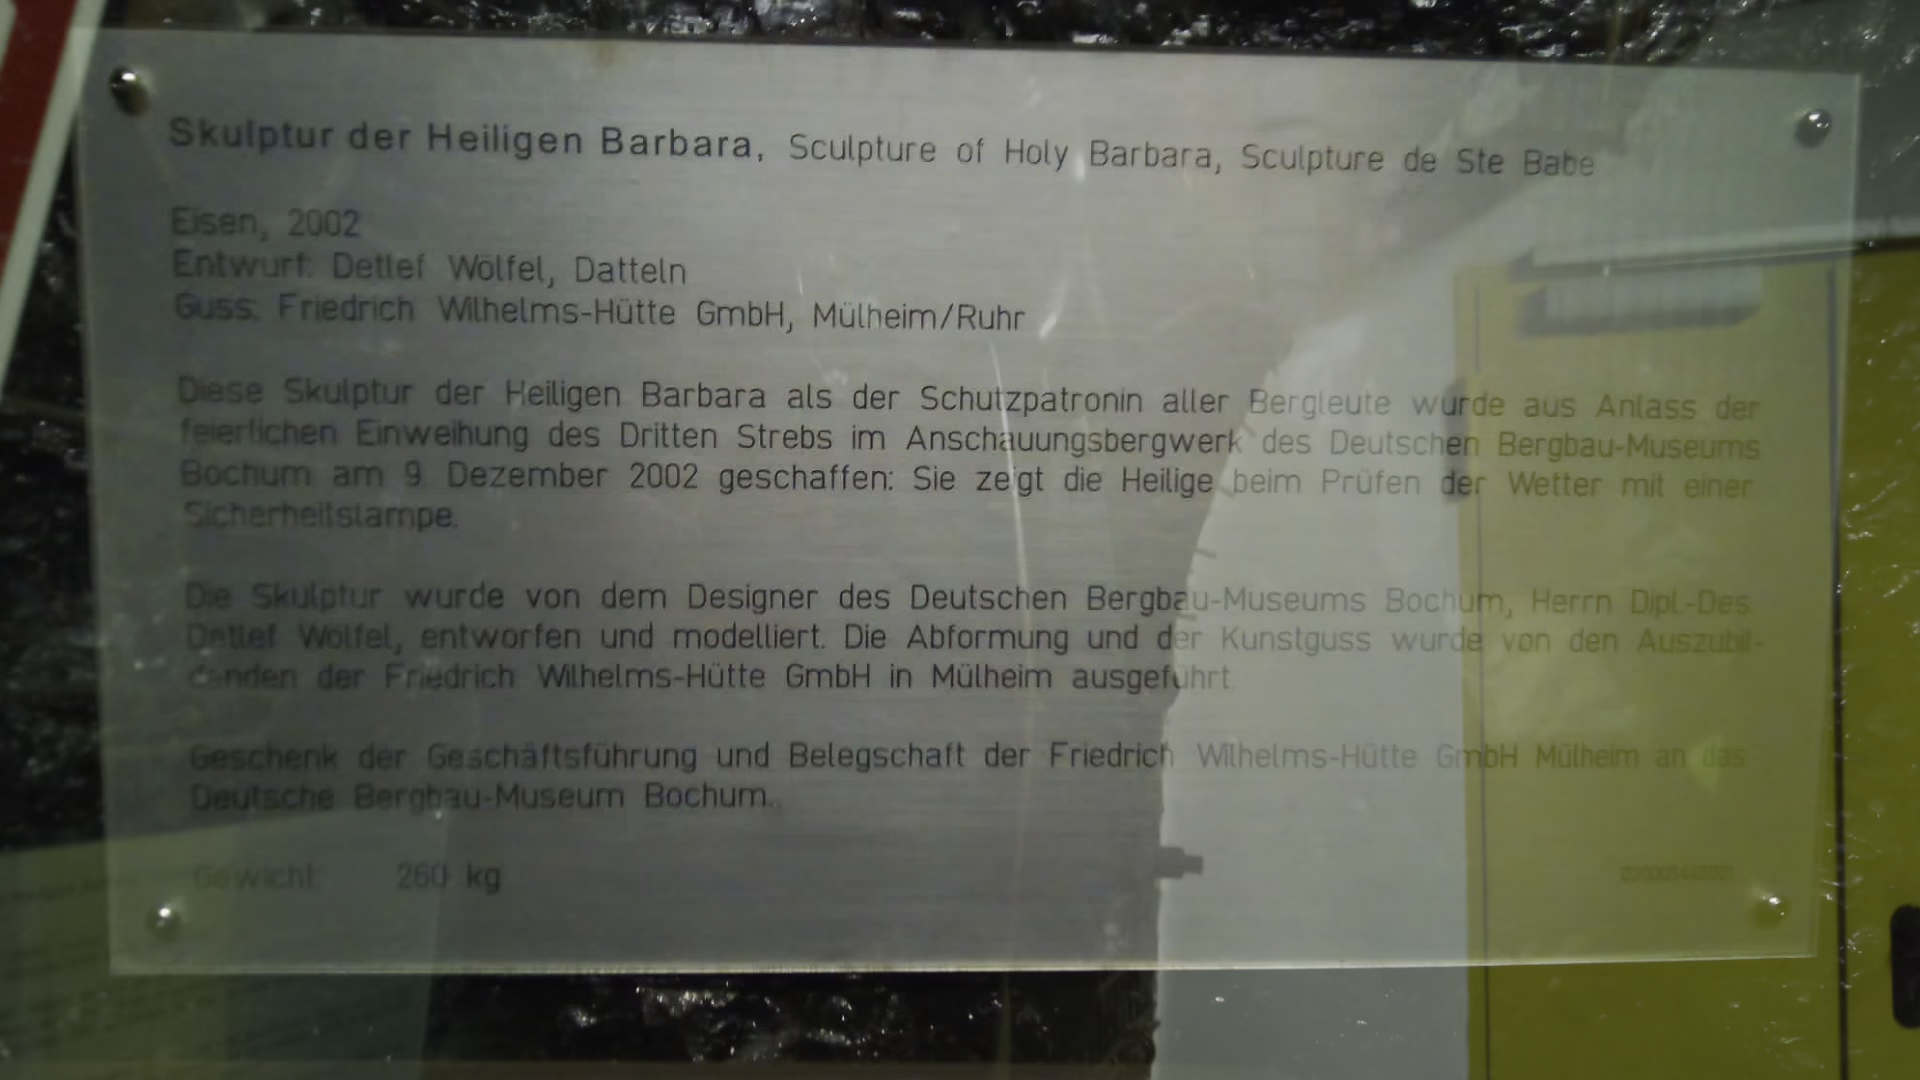 Skulptur der Heiligen Barbara, Sculpture of Holy Barbara, Sculpture de Ste Babe
Eisen, 2002
Entwurf: Detlef Wölfel, Datteln
Guss: Friedrich Wilhelms-Hütte GmbH, Mülheim/Ruhr
Diese Skulptur der Heiligen Barbara als der Schutzpatronin aller Bergleute wurde aus Anlass der
feierlichen Einweihung des Dritten Strebs im Anschauungsbergwerk des Deutschen Bergbau-Museums
Bochum am 9. Dezember 2002 geschaffen: Sie zeigt die Heilige beim Prüfen der Wetter mit einer
Sicherheitslampe.
Die Skulptur wurde von dem Designer des Deutschen Bergbau-Museums Bochum, Herrn Dipl.-Des.
Detlef Wölfel, entworfen und modelliert. Die Abformung und der Kunstguss wurde von den Auszubil-
denden der Friedrich Wilhelms-Hütte GmbH in Mülheim ausgeführt.
Geschenk der Geschäftsführung und Belegschaft der Friedrich Wilhelms-Hütte GmbH Mülheim an das
Deutsche Bergbau-Museum Bochum.
Gewicht: 260 kg